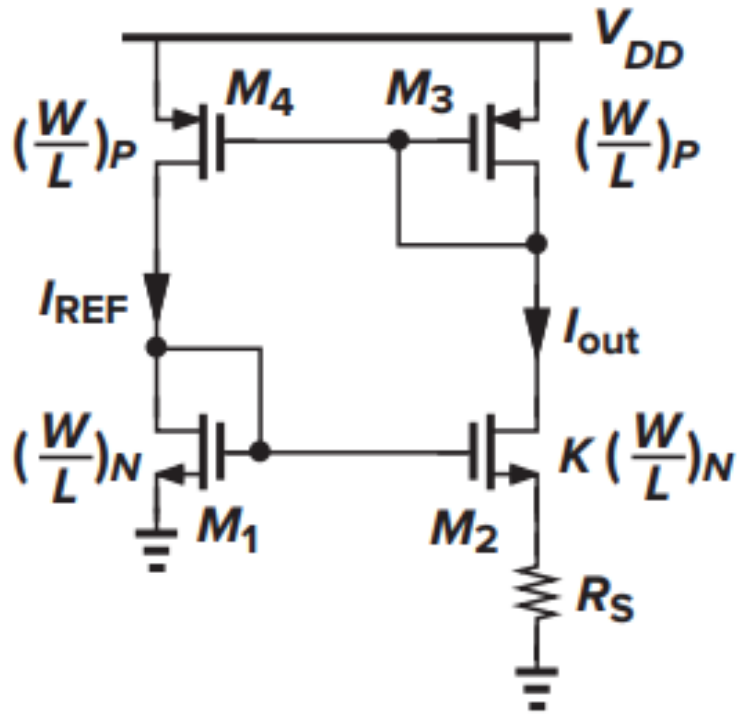 V_DD
M_4
M_3
(W/L)_P
(W/L)_P
I_REF
I_out
(W/L)_N
K(W/L)_N
M_1
M_2
R_S